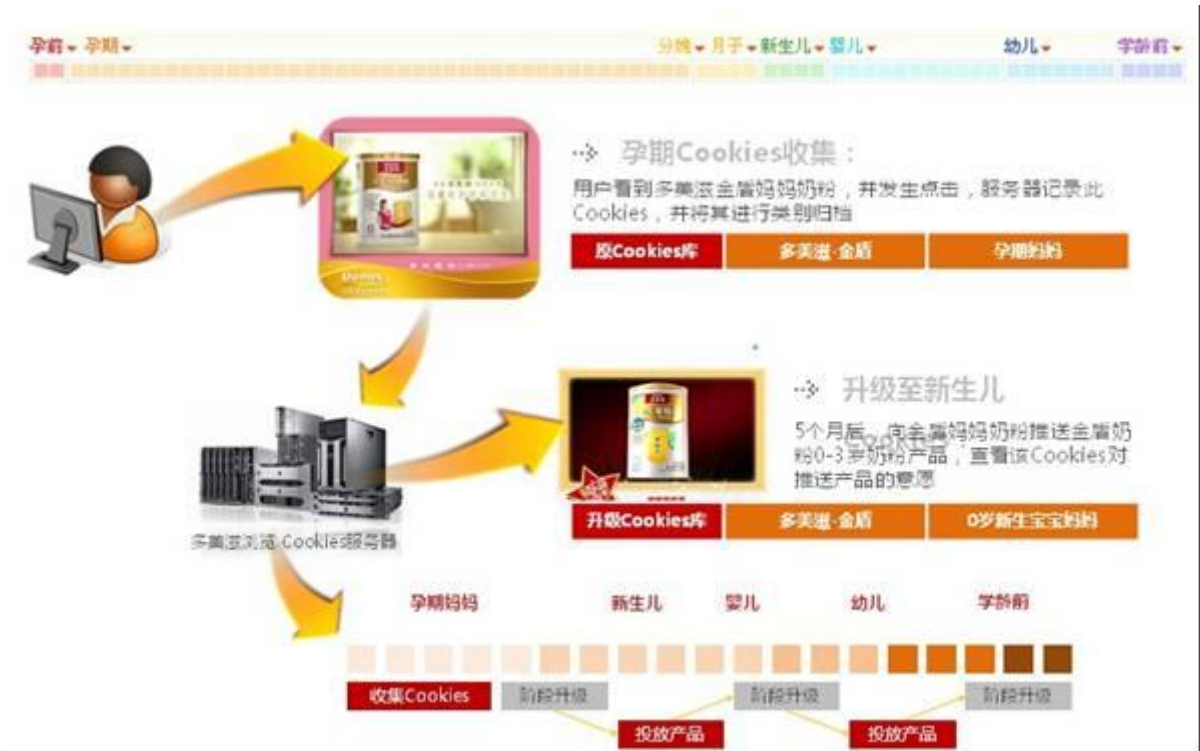 孕前 孕期 分娩 月子 新生儿 婴儿 幼儿 学龄前
孕期Cookies收集：
用户看到多美滋金盾妈妈奶粉，并发生点击，服务器记录此
Cookies，并将其进行类别归档
原Cookies库 多美滋·金盾 孕期妈妈
Dumex
升级至新生儿
Cookies
5个月后，向金盾妈妈奶粉推送金盾奶
粉0-3岁奶粉产品，查看该Cookies对
推送产品的意愿
升级Cookies库 多美滋·金盾 0岁新生宝宝妈妈
多美滋浏览 Cookies服务器
孕期妈妈 新生儿 婴儿 幼儿 学龄前
收集Cookies 阶段升级 阶段升级 阶段升级
投放产品 投放产品